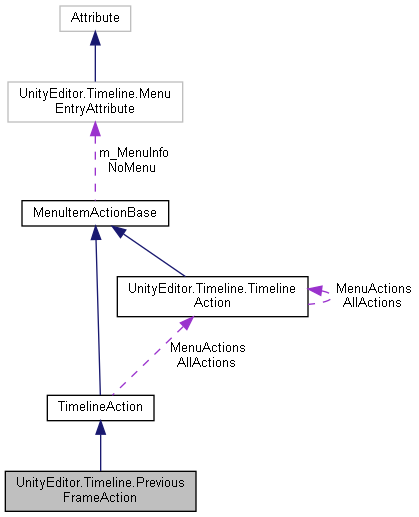 Attribute
UnityEditor.Timeline.Menu
EntryAttribute
m_MenuInfo
NoMenu
MenuItemActionBase
UnityEditor.Timeline.Timeline
Action
MenuActions
AllActions
MenuActions
AllActions
TimelineAction
UnityEditor.Timeline.Previous
FrameAction